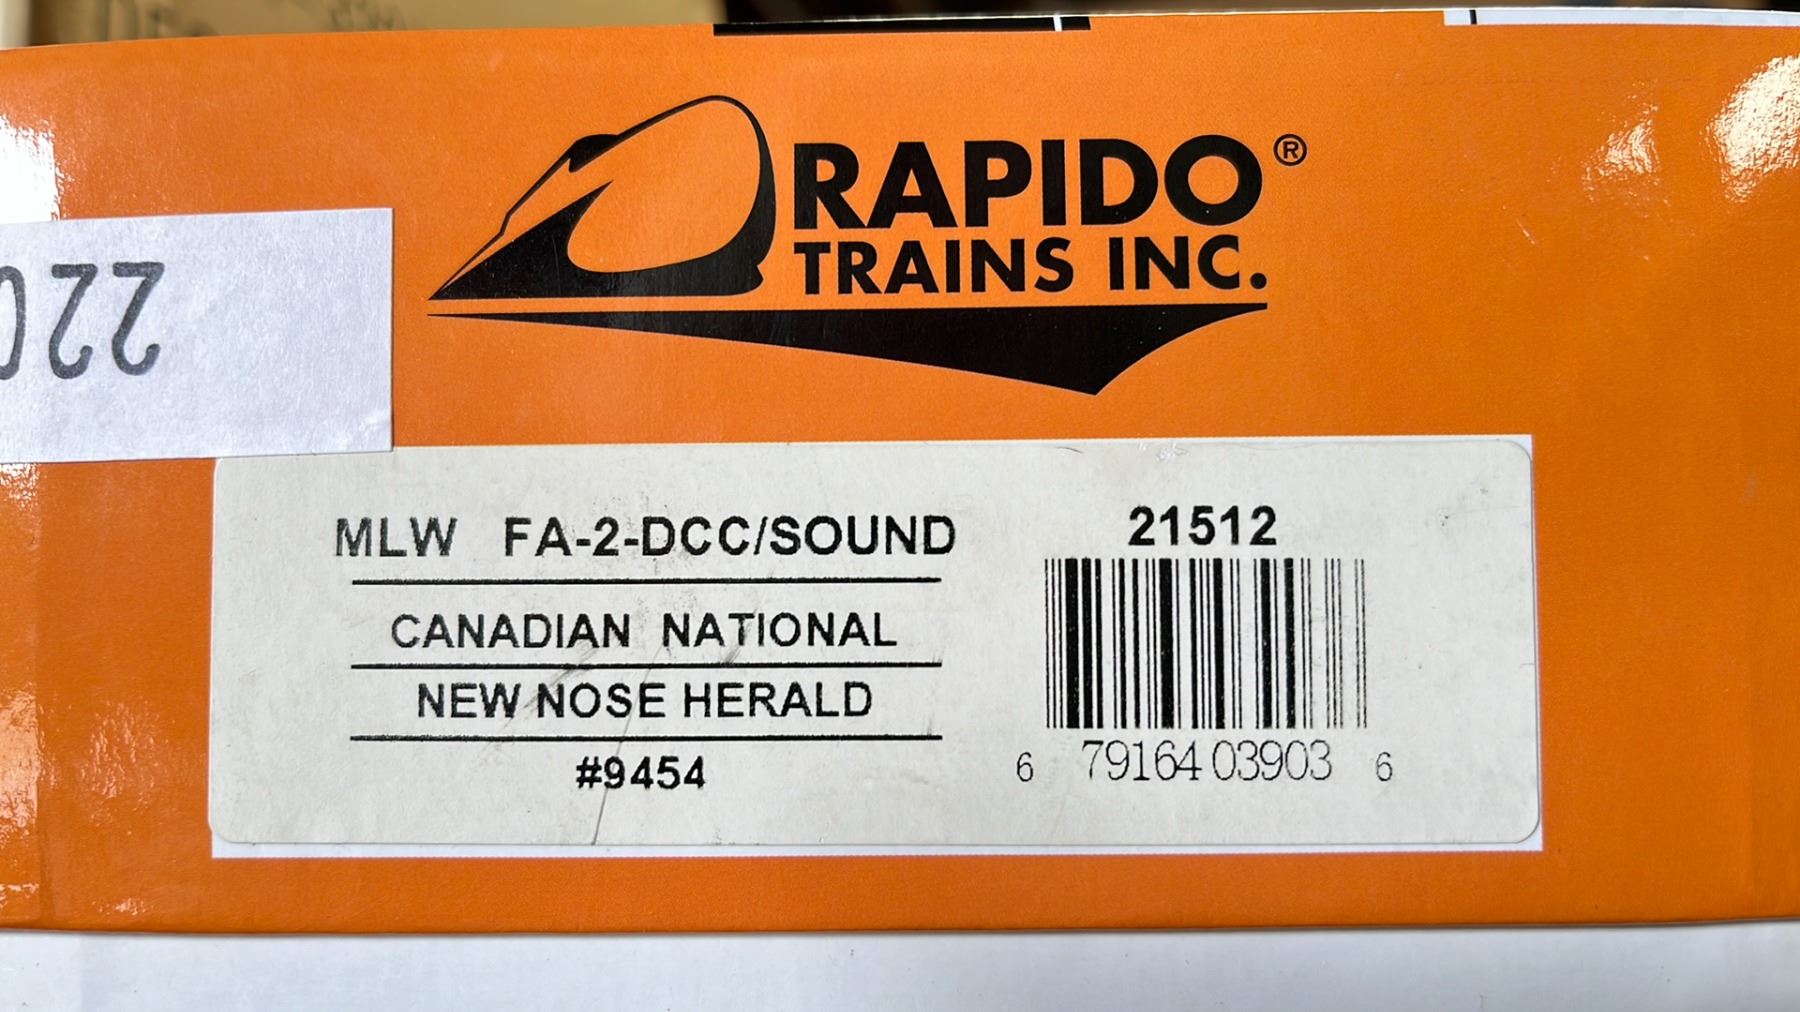 RAPIDO®
TRAINS INC.
220
MLW FA-2-DCC/SOUND
CANADIAN NATIONAL
NEW NOSE HERALD
#9454
21512
6 79164 03903 6